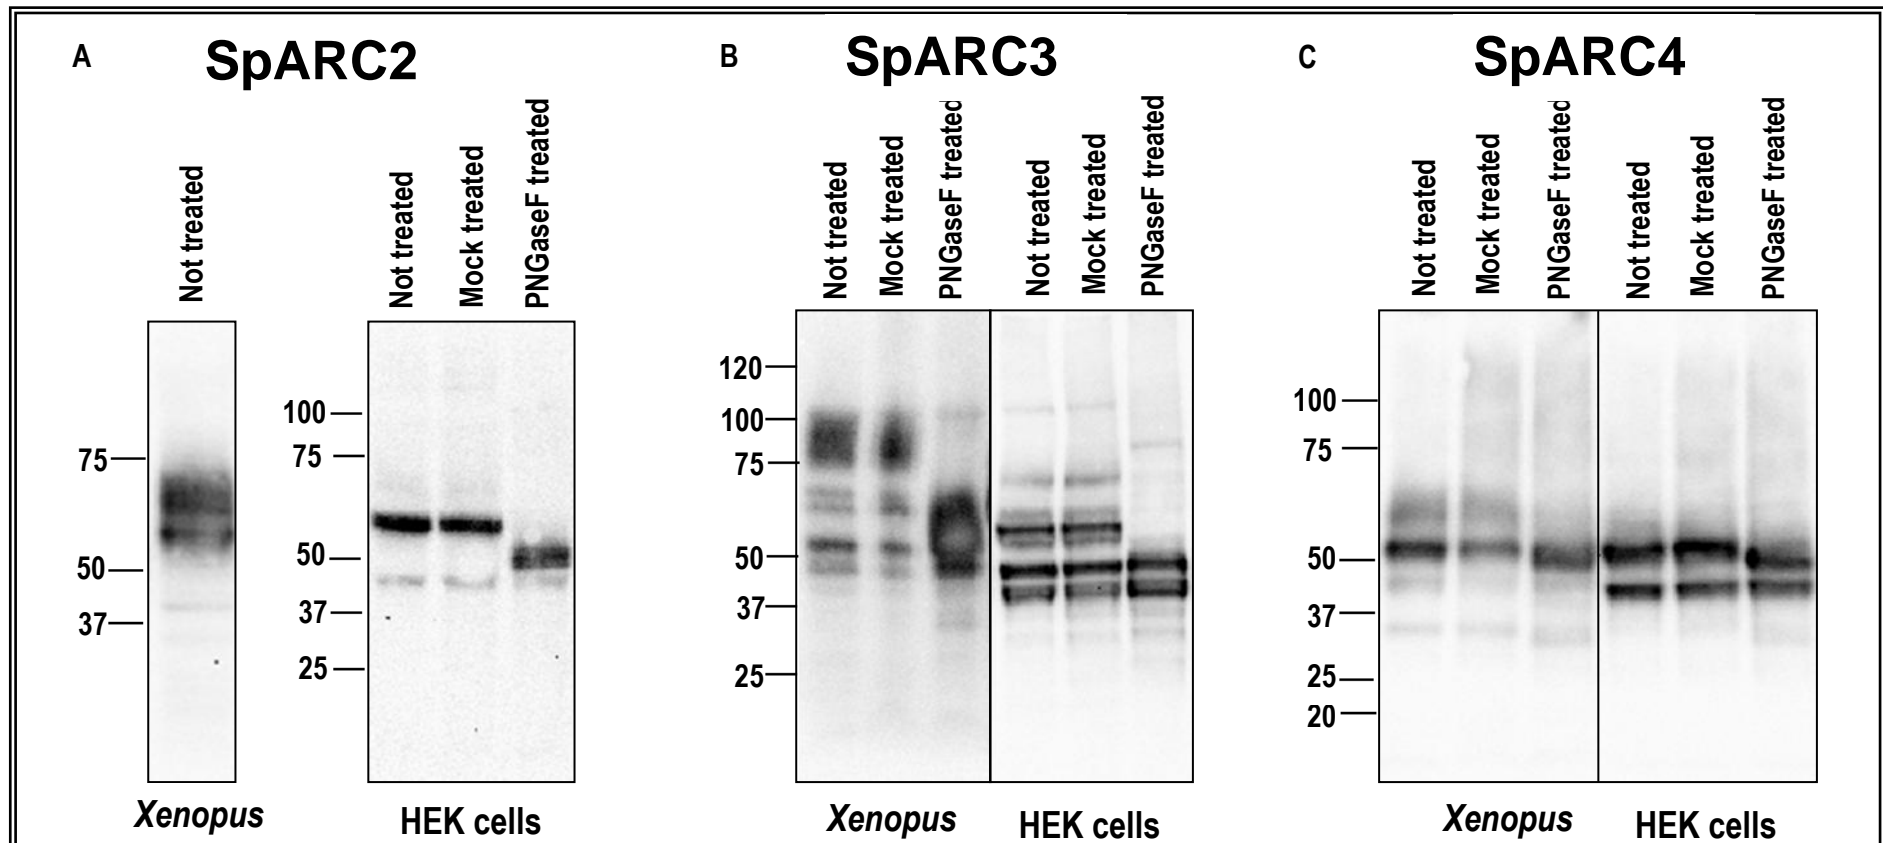 A SpARC2
Not treated
Not treated
Mock treated
PNGaseF treated
75
50
37
100
75
50
37
25
Xenopus
HEK cells
B SpARC3
Not treated
Mock treated
PNGaseF treated
Not treated
Mock treated
PNGaseF treated
120
100
75
50
37
25
Xenopus
HEK cells
C SpARC4
Not treated
Mock treated
PNGaseF treated
Not treated
Mock treated
PNGaseF treated
100
75
50
37
25
20
Xenopus
HEK cells